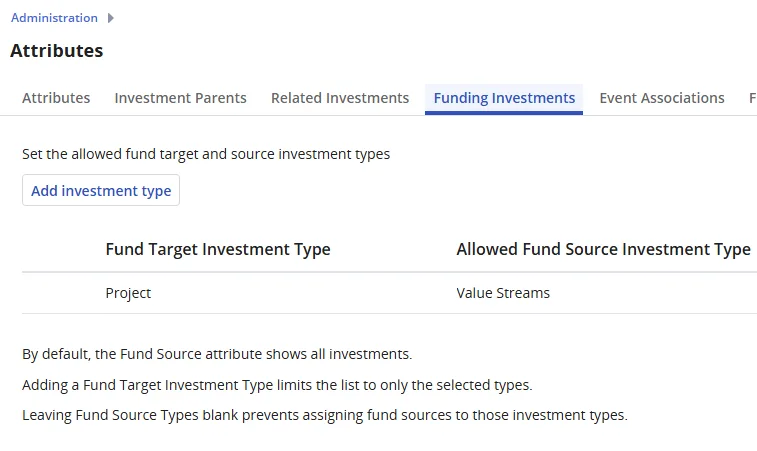 Administration
Attributes
Attributes Investment Parents Related Investments Funding Investments Event Associations F
Set the allowed fund target and source investment types
Add investment type
Fund Target Investment Type Allowed Fund Source Investment Type
Project Value Streams
By default, the Fund Source attribute shows all investments.
Adding a Fund Target Investment Type limits the list to only the selected types.
Leaving Fund Source Types blank prevents assigning fund sources to those investment types.